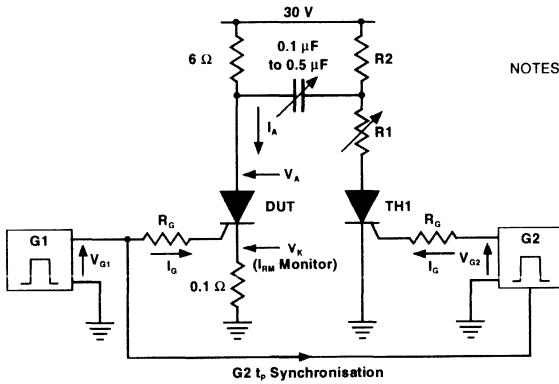 30 V
6 Ω
0.1 µF
to 0.5 µF
R2
NOTES
I_A
R1
V_A
R_G
DUT
TH1
R_G
G1
V_G1
I_G
V_K
(I_RM Monitor)
I_G
V_G2
G2
0.1 Ω
G2 t_p Synchronisation